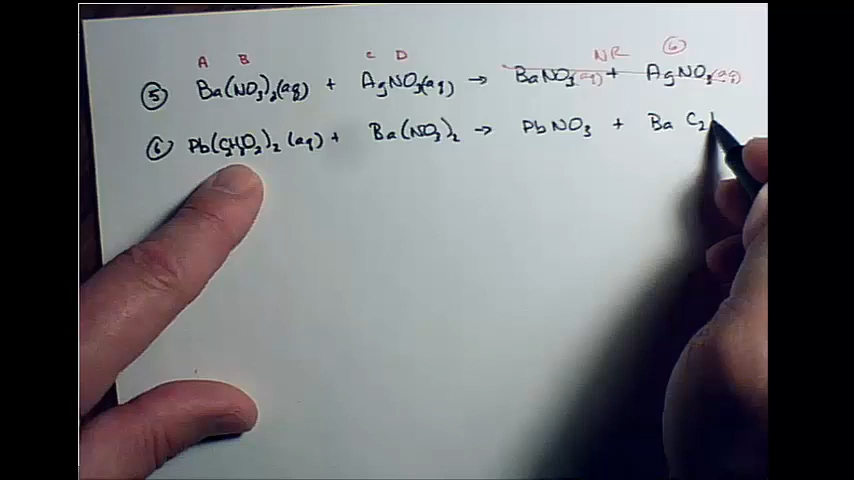 A B C D NR 6
5 Ba(NO3)2(aq) + AgNO3(aq) → BaNO3(aq) + AgNO3(aq)
6 Pb(C2H3O2)2 (aq) + Ba(NO3)2 → PbNO3 + Ba C2